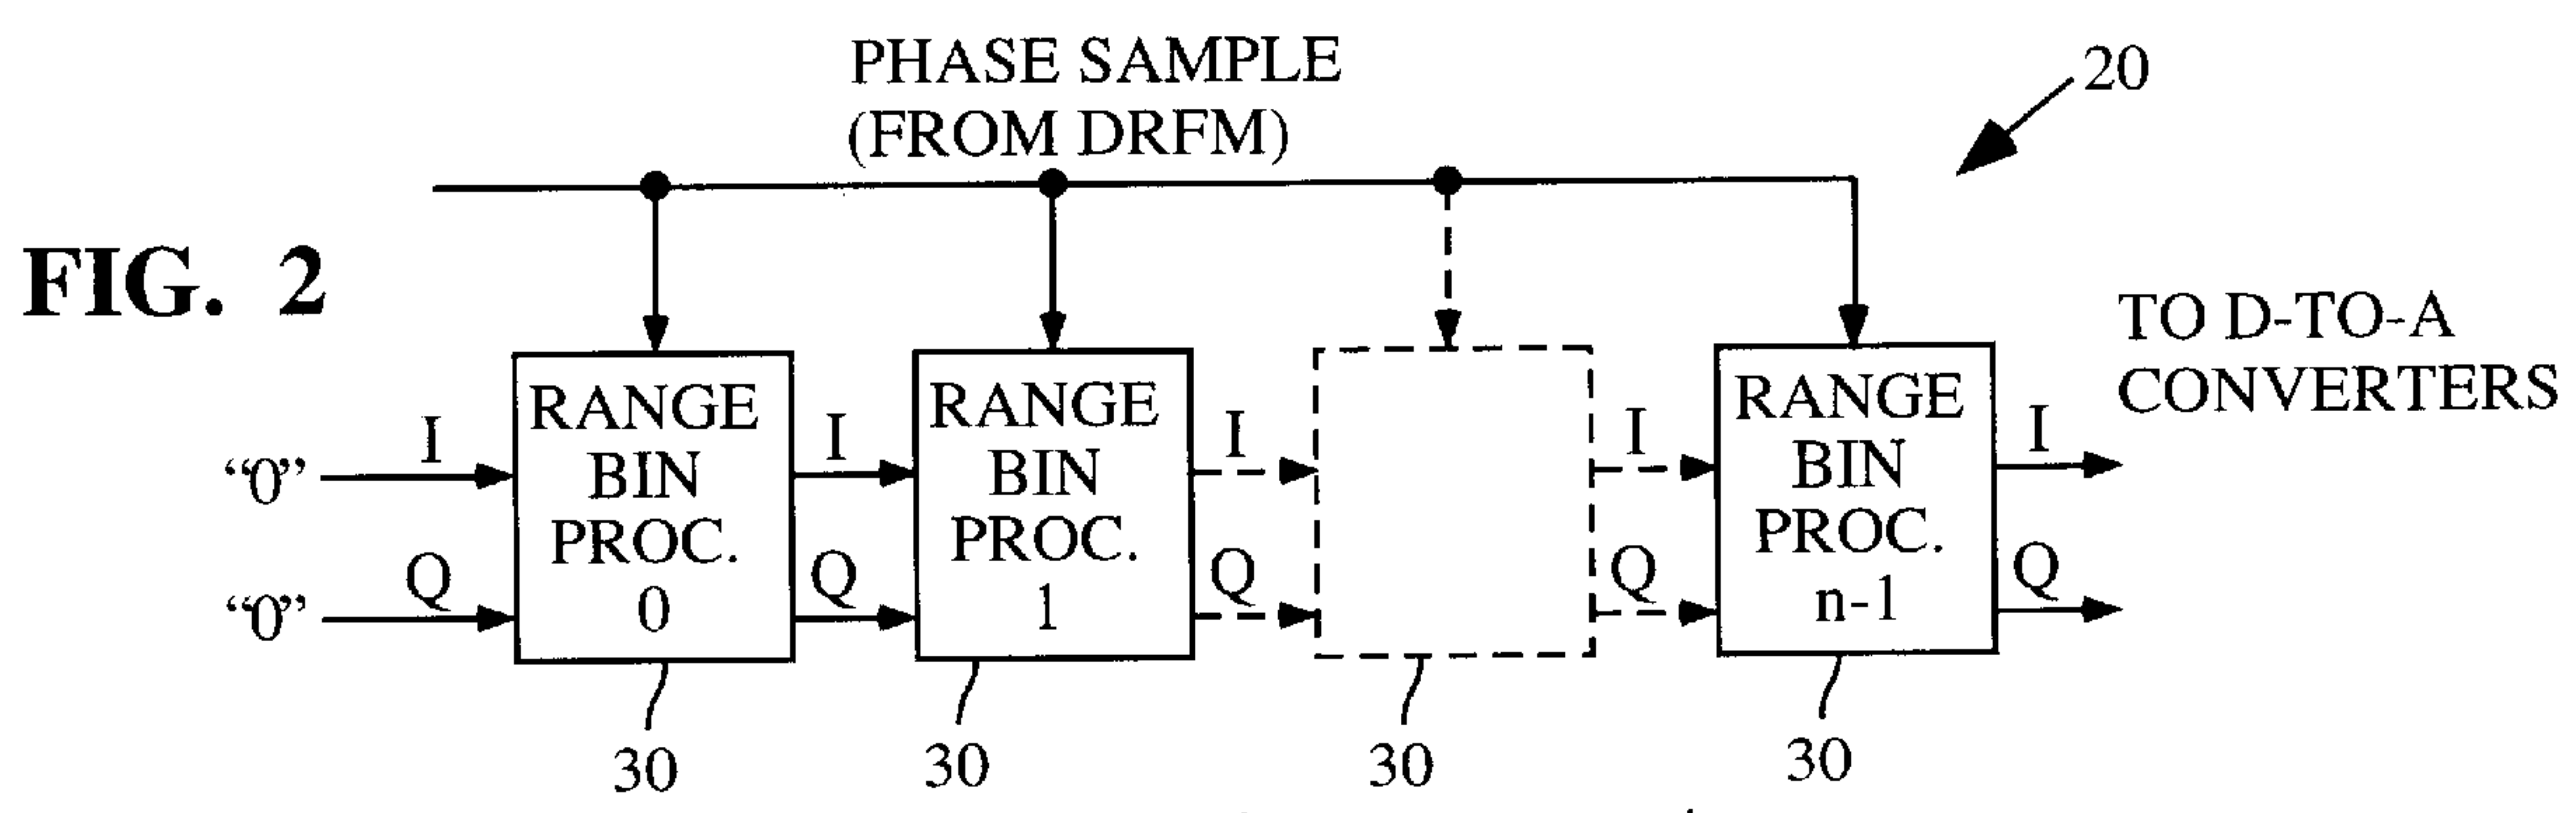 PHASE SAMPLE
(FROM DRFM)
20
FIG. 2
TO D-TO-A
CONVERTERS
"0"
I
"0"
Q
RANGE
BIN
PROC.
0
I
Q
RANGE
BIN
PROC.
1
I
Q
I
Q
RANGE
BIN
PROC.
n-1
I
Q
30
30
30
30